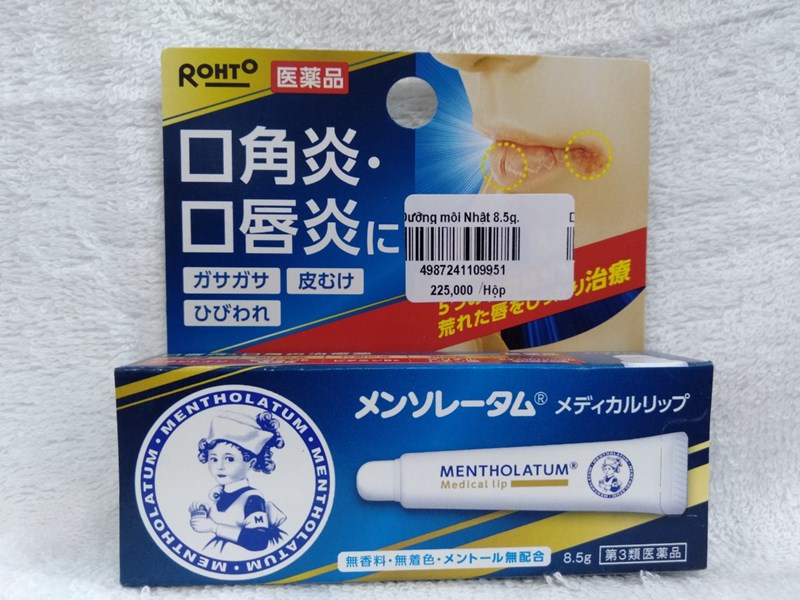 ROHTO 医薬品
口角炎・
口唇炎に
ガサガサ 皮むけ
ひびわれ
Dưỡng môi Nhật 8.5g.
4987241109951
225,000 /Hộp
荒れた唇を 治療
MENTHOLATUM・MENTHOLATUM・MENTHOLATUM・MENTHOLATUM
M
メンソレータム® メディカルリップ
MENTHOLATUM®
Medical lip
無香料・無着色・メントール無配合
8.5g 第3類医薬品